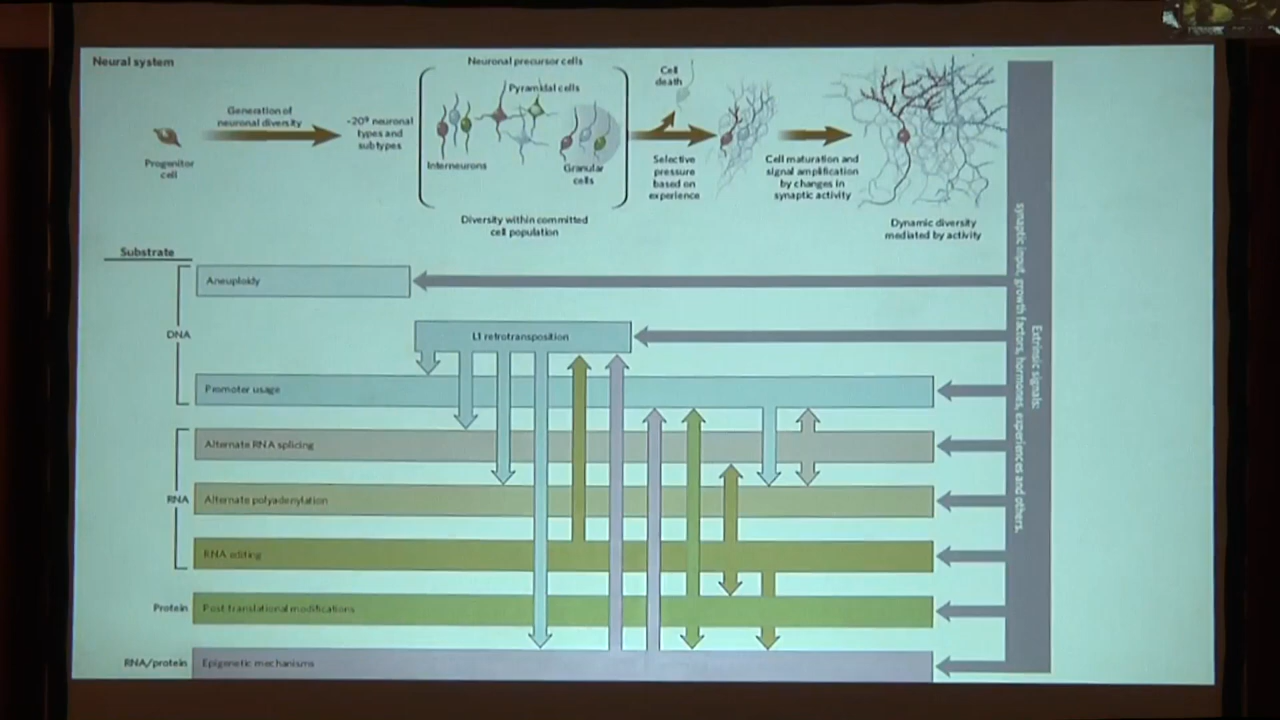 Neural system
Neuronal precursor cells
Pyramidal cells
Cell
death
Generation of
neuronal diversity
~20⁹ neuronal
types and
subtypes
Progenitor
cell
Interneurons
Granular
cells
Selective
pressure
based on
experience
Cell maturation and
signal amplification
by changes in
synaptic activity
Diversity within committed
cell population
Dynamic diversity
mediated by activity
Substrate
Aneuploidy
DNA
L1 retrotransposition
Promoter usage
Alternate RNA splicing
RNA
Alternate polyadenylation
RNA editing
Protein
Post translational modifications
RNA/protein
Epigenetic mechanisms
Extrinsic signals:
synaptic input, growth factors, hormones, experiences and others.